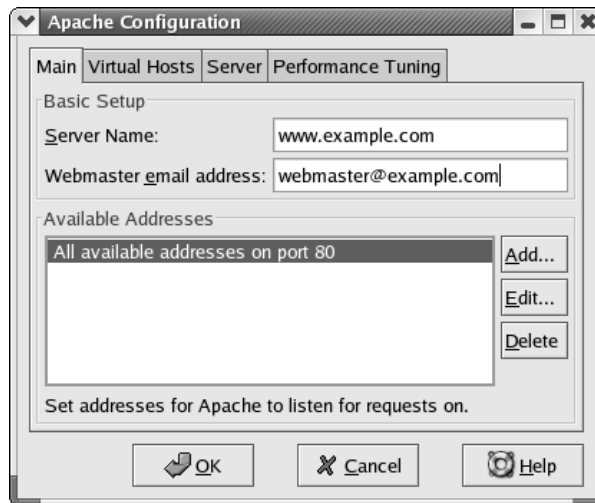 Apache Configuration
Main Virtual Hosts Server Performance Tuning
Basic Setup
Server Name: www.example.com
Webmaster email address: webmaster@example.com
Available Addresses
All available addresses on port 80
Add...
Edit...
Delete
Set addresses for Apache to listen for requests on.
OK Cancel Help